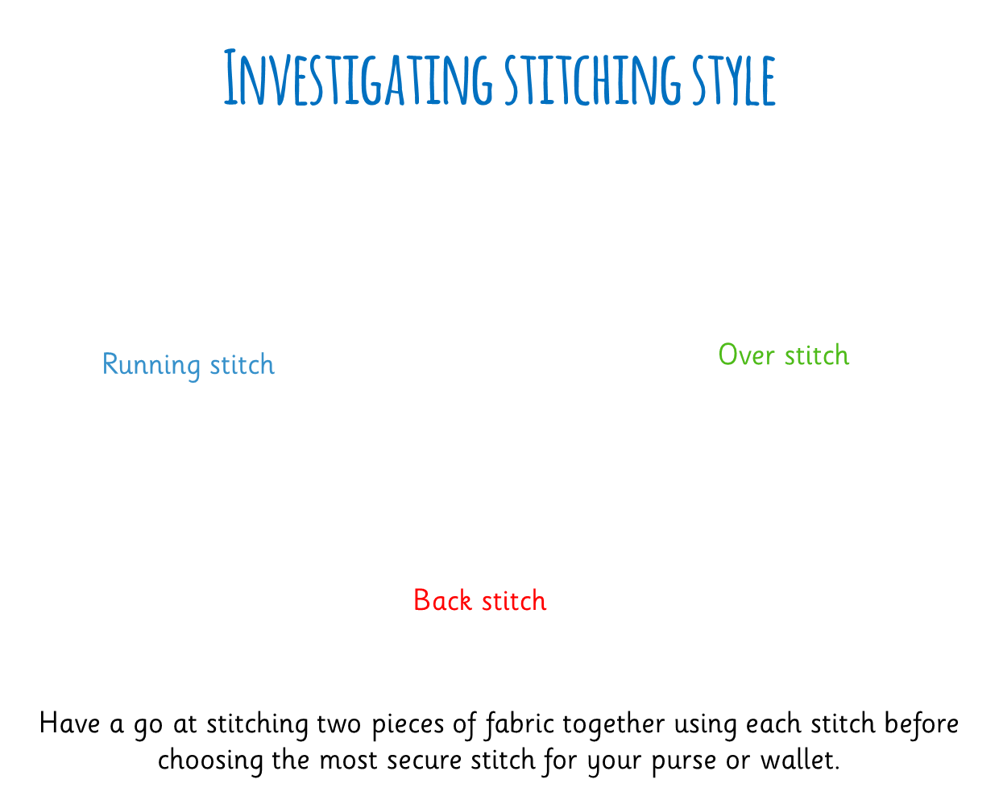 Investigating stitching style
Running stitch
Over stitch
Back stitch
Have a go at stitching two pieces of fabric together using each stitch before
choosing the most secure stitch for your purse or wallet.